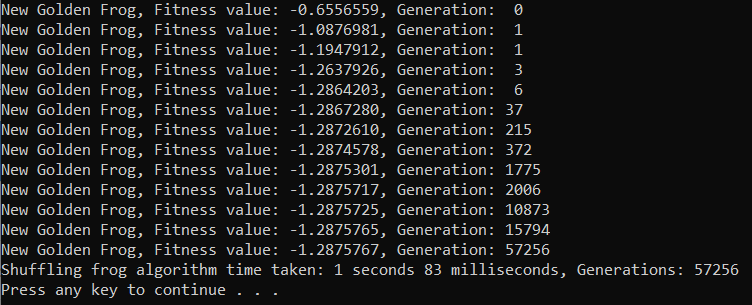 New Golden Frog, Fitness value: -0.6556559, Generation:  0
New Golden Frog, Fitness value: -1.0876981, Generation:  1
New Golden Frog, Fitness value: -1.1947912, Generation:  1
New Golden Frog, Fitness value: -1.2637926, Generation:  3
New Golden Frog, Fitness value: -1.2864203, Generation:  6
New Golden Frog, Fitness value: -1.2867280, Generation: 37
New Golden Frog, Fitness value: -1.2872610, Generation: 215
New Golden Frog, Fitness value: -1.2874578, Generation: 372
New Golden Frog, Fitness value: -1.2875301, Generation: 1775
New Golden Frog, Fitness value: -1.2875717, Generation: 2006
New Golden Frog, Fitness value: -1.2875725, Generation: 10873
New Golden Frog, Fitness value: -1.2875765, Generation: 15794
New Golden Frog, Fitness value: -1.2875767, Generation: 57256
Shuffling frog algorithm time taken: 1 seconds 83 milliseconds, Generations: 57256
Press any key to continue . . .